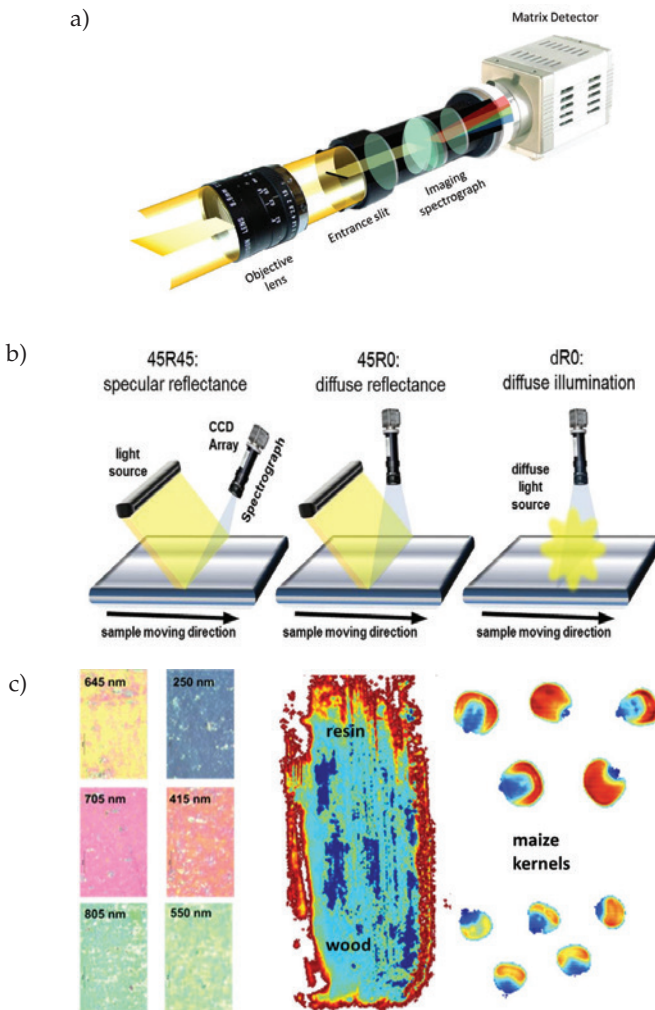 a)
Matrix Detector
Imaging
spectrograph
Entrance slit
Objective
lens
b)
45R45:
specular reflectance
light
source
CCD
Array
Spectrograph
sample moving direction
45R0:
diffuse reflectance
sample moving direction
dR0:
diffuse illumination
diffuse
light
source
sample moving direction
c)
645 nm
250 nm
705 nm
415 nm
805 nm
550 nm
resin
wood
maize
kernels